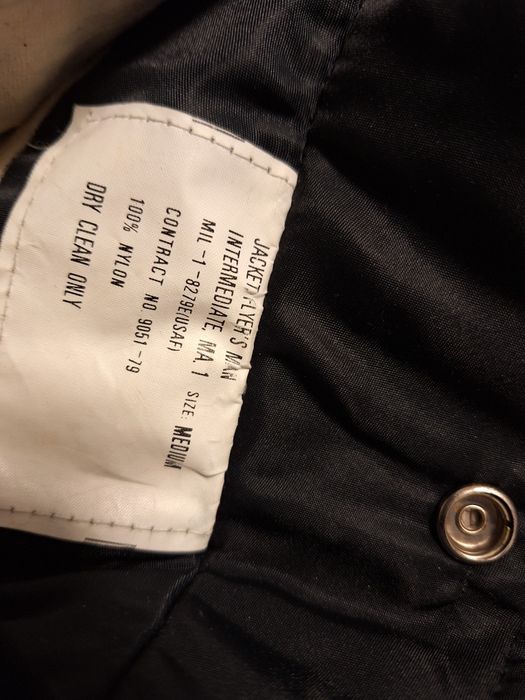 JACKET FLYER'S MAN
INTERMEDIATE MA 1
MIL-1-8279E(USAF) SIZE: MEDIUM
CONTRACT NO 9051-79
100% NYLON
DRY CLEAN ONLY